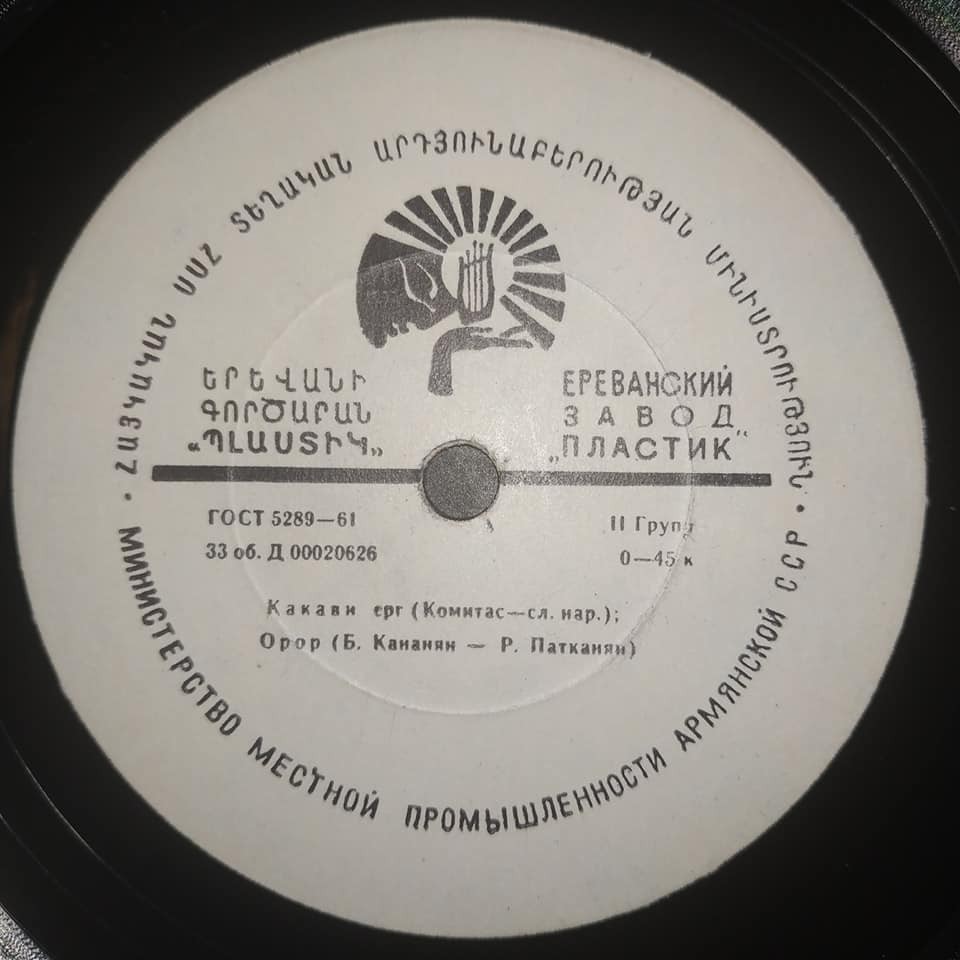 ՀԱՅԿԱԿԱՆ ՍՍՀ ՏԵՂԱԿԱՆ ԱՐԴՅՈՒՆԱԲԵՐՈՒԹՅԱՆ ՄԻՆԻՍՏՐՈՒԹՅՈՒՆ
ԵՐԵՎԱՆԻ
ԳՈՐԾԱՐԱՆ
«ՊԼԱՍՏԻԿ»
ЕРЕВАНСКИЙ
ЗАВОД
„ПЛАСТИК"
ГОСТ 5289—61
33 об. Д 00020626
II Групп
0—45 к
Какави ерг (Комитас—сл. нар.);
Орор (Б. Кананян — Р. Патканян)
МИНИСТЕРСТВО МЕСТНОЙ ПРОМЫШЛЕННОСТИ АРМЯНСКОЙ ССР